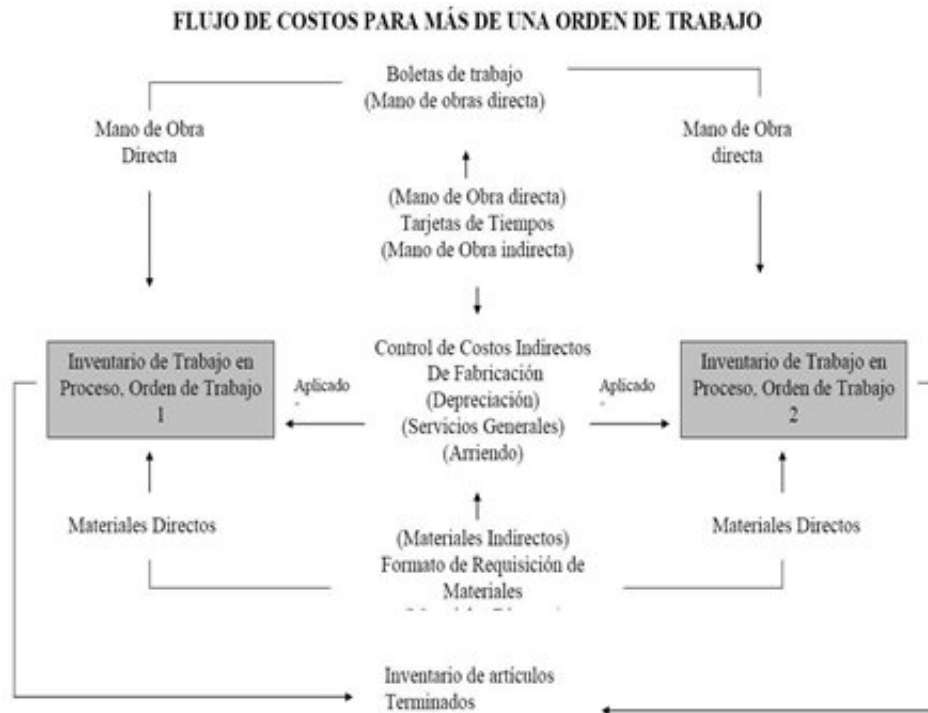 FLUJO DE COSTOS PARA MÁS DE UNA ORDEN DE TRABAJO
Boletas de trabajo
(Mano de obras directa)
Mano de Obra
Directa
Mano de Obra
directa
(Mano de Obra directa)
Tarjetas de Tiempos
(Mano de Obra indirecta)
Inventario de Trabajo en
Proceso, Orden de Trabajo
1
Aplicado
Control de Costos Indirectos
De Fabricación
(Depreciación)
(Servicios Generales)
(Arriendo)
Aplicado
Inventario de Trabajo en
Proceso, Orden de Trabajo
2
Materiales Directos
(Materiales Indirectos)
Formato de Requisición de
Materiales
Materiales Directos
Inventario de artículos
Terminados